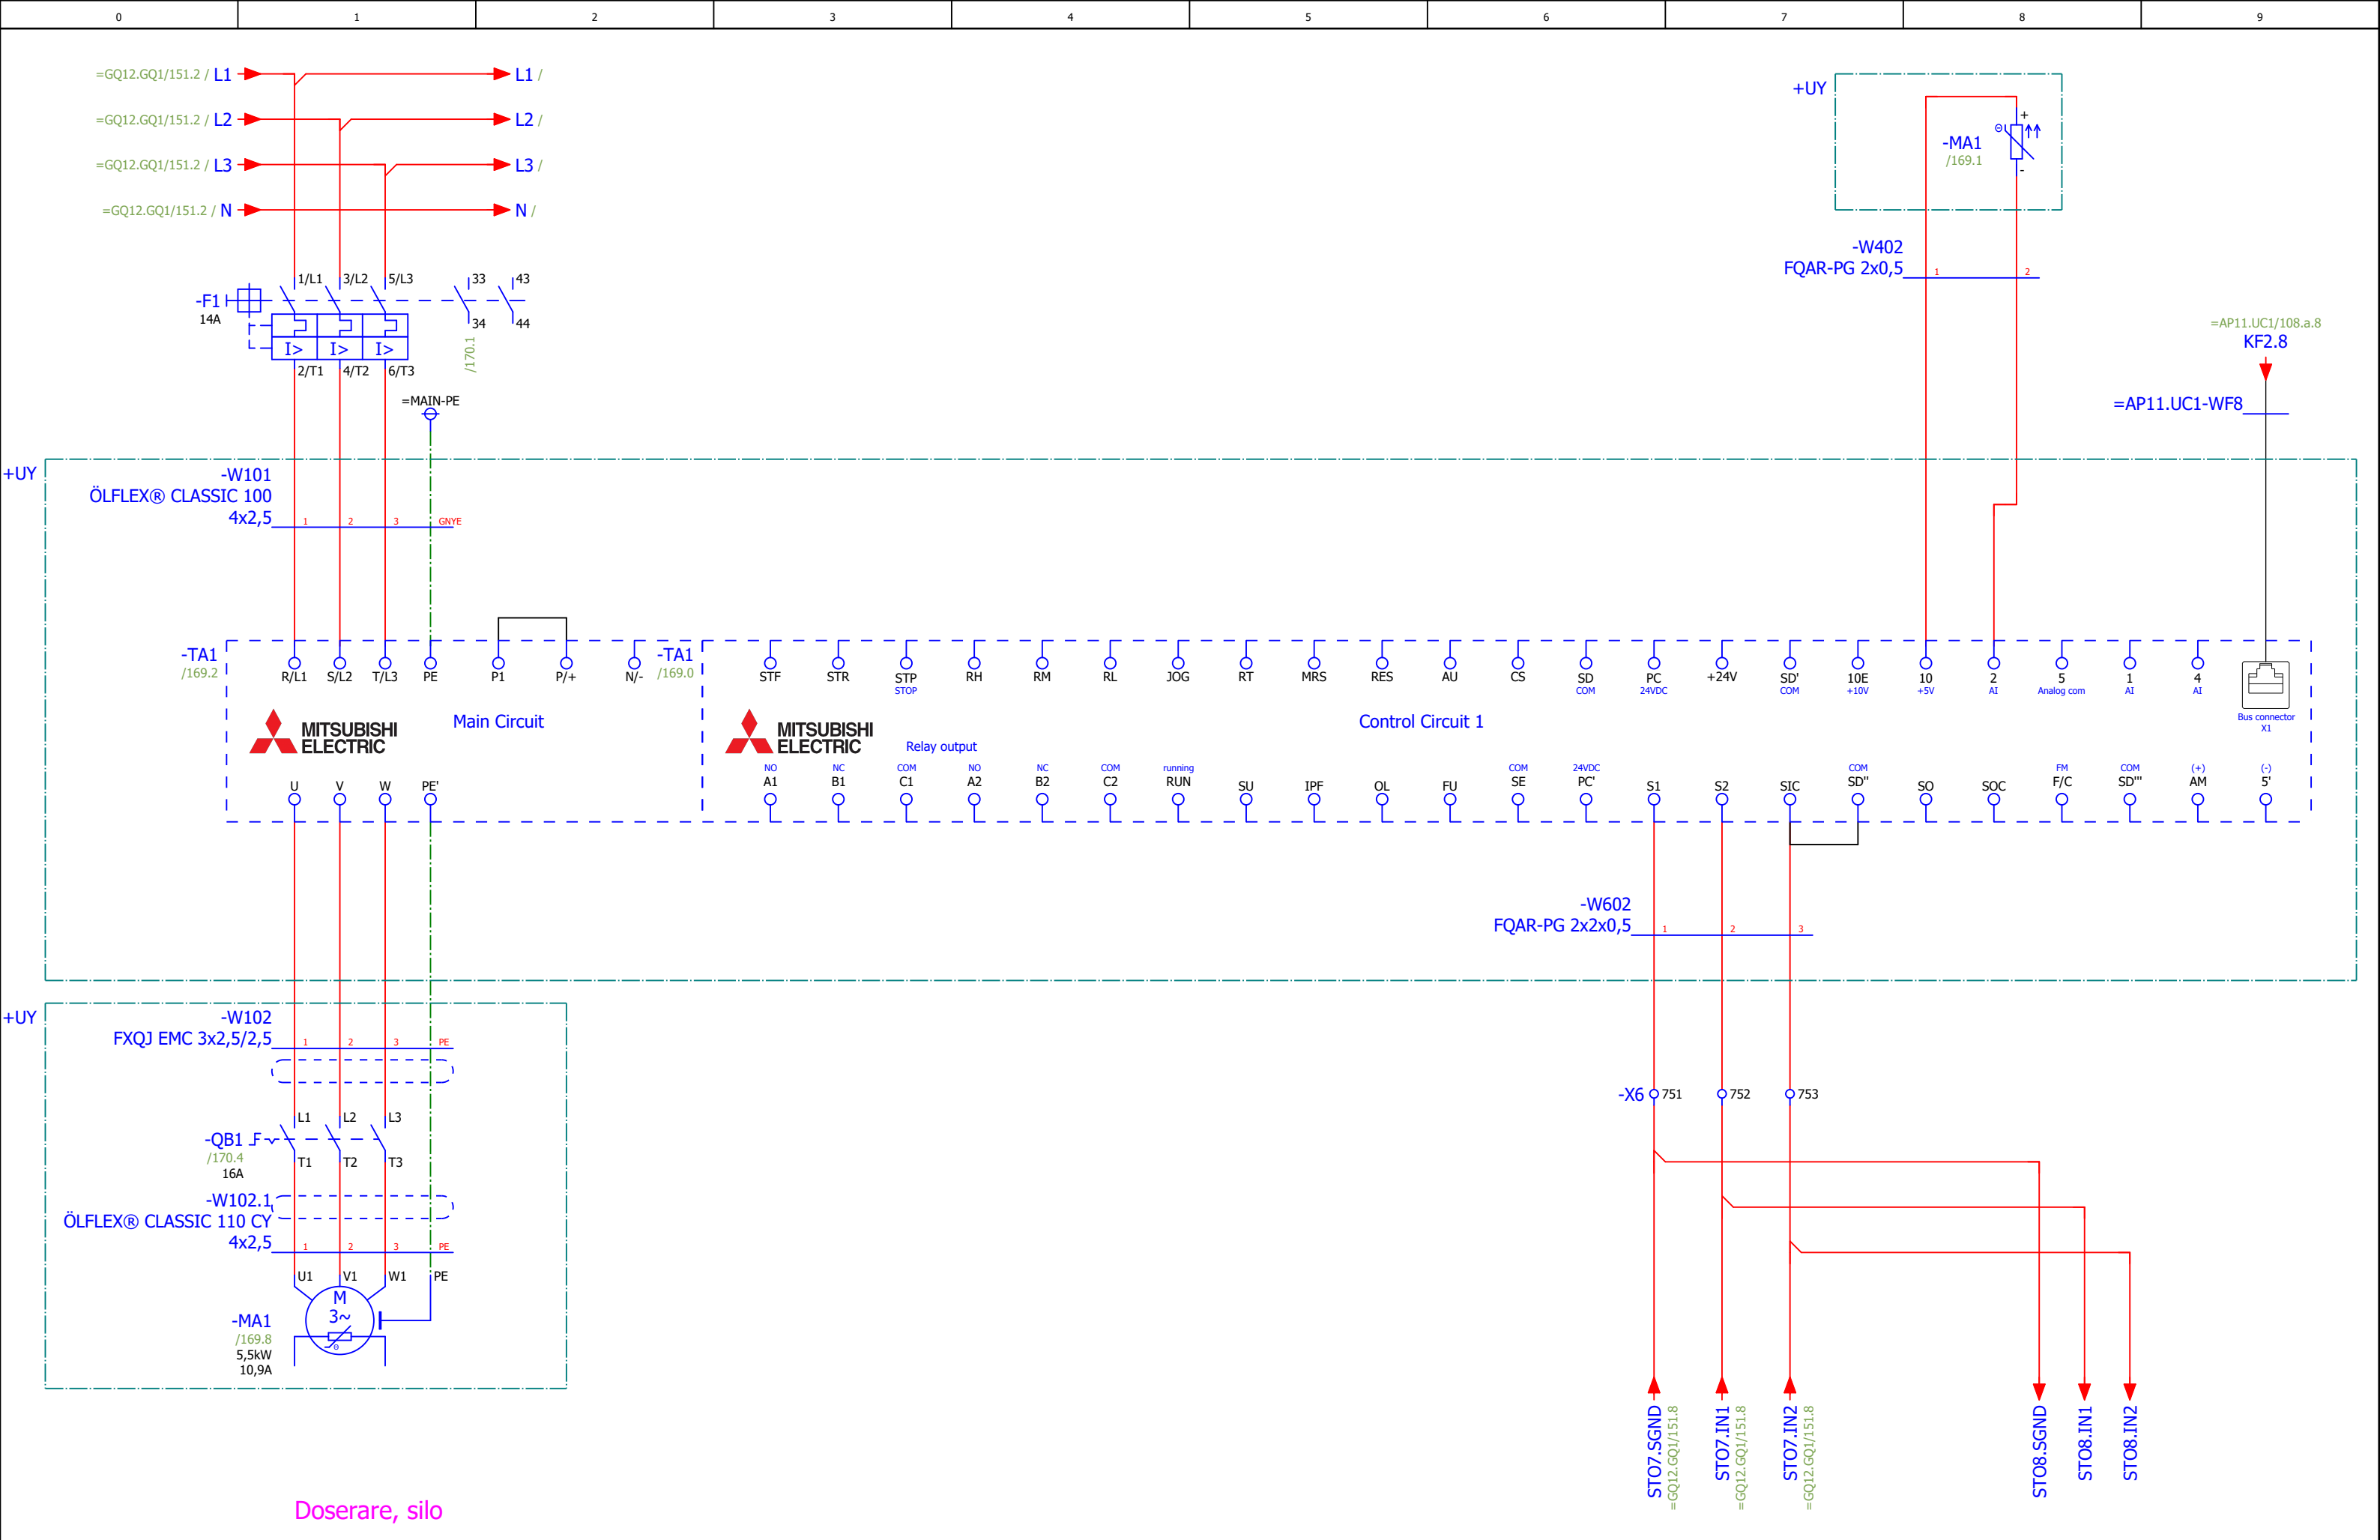 0 1 2 3 4 5 6 7 8 9
=GQ12.GQ1/151.2 / L1 L1 /
=GQ12.GQ1/151.2 / L2 L2 /
=GQ12.GQ1/151.2 / L3 L3 /
=GQ12.GQ1/151.2 / N N /
+UY
-MA1
/169.1
+
Θ
-
-W402
FQAR-PG 2x0,5
1 2
1/L1 3/L2 5/L3 33 43
-F1
14A
34 44
I> I> I>
2/T1 4/T2 6/T3
/170.1
=MAIN-PE
=AP11.UC1/108.a.8
KF2.8
=AP11.UC1-WF8
+UY
-W101
ÖLFLEX® CLASSIC 100
4x2,5
1 2 3 GNYE
-TA1
/169.2
R/L1 S/L2 T/L3 PE P1 P/+ N/-
-TA1
/169.0
STF STR STP RH RM RL JOG RT MRS RES AU CS SD PC +24V SD' 10E 10 2 5 1 4
STOP COM 24VDC COM +10V +5V AI Analog com AI AI
Bus connector
X1
MITSUBISHI
ELECTRIC
Main Circuit
MITSUBISHI
ELECTRIC
Control Circuit 1
Relay output
NO NC COM NO NC COM running COM 24VDC COM FM COM (+) (-)
U V W PE'
A1 B1 C1 A2 B2 C2 RUN SU IPF OL FU SE PC' S1 S2 SIC SD'' SO SOC F/C SD''' AM 5'
-W602
FQAR-PG 2x2x0,5
1 2 3
+UY
-W102
FXQJ EMC 3x2,5/2,5
1 2 3 PE
-X6 751 752 753
L1 L2 L3
-QB1
/170.4
16A
T1 T2 T3
-W102.1
ÖLFLEX® CLASSIC 110 CY
4x2,5
1 2 3 PE
U1 V1 W1 PE
M
3~
Θ
-MA1
/169.8
5,5kW
10,9A
STO7.SGND
=GQ12.GQ1/151.8
STO7.IN1
=GQ12.GQ1/151.8
STO7.IN2
=GQ12.GQ1/151.8
STO8.SGND
STO8.IN1
STO8.IN2
Doserare, silo